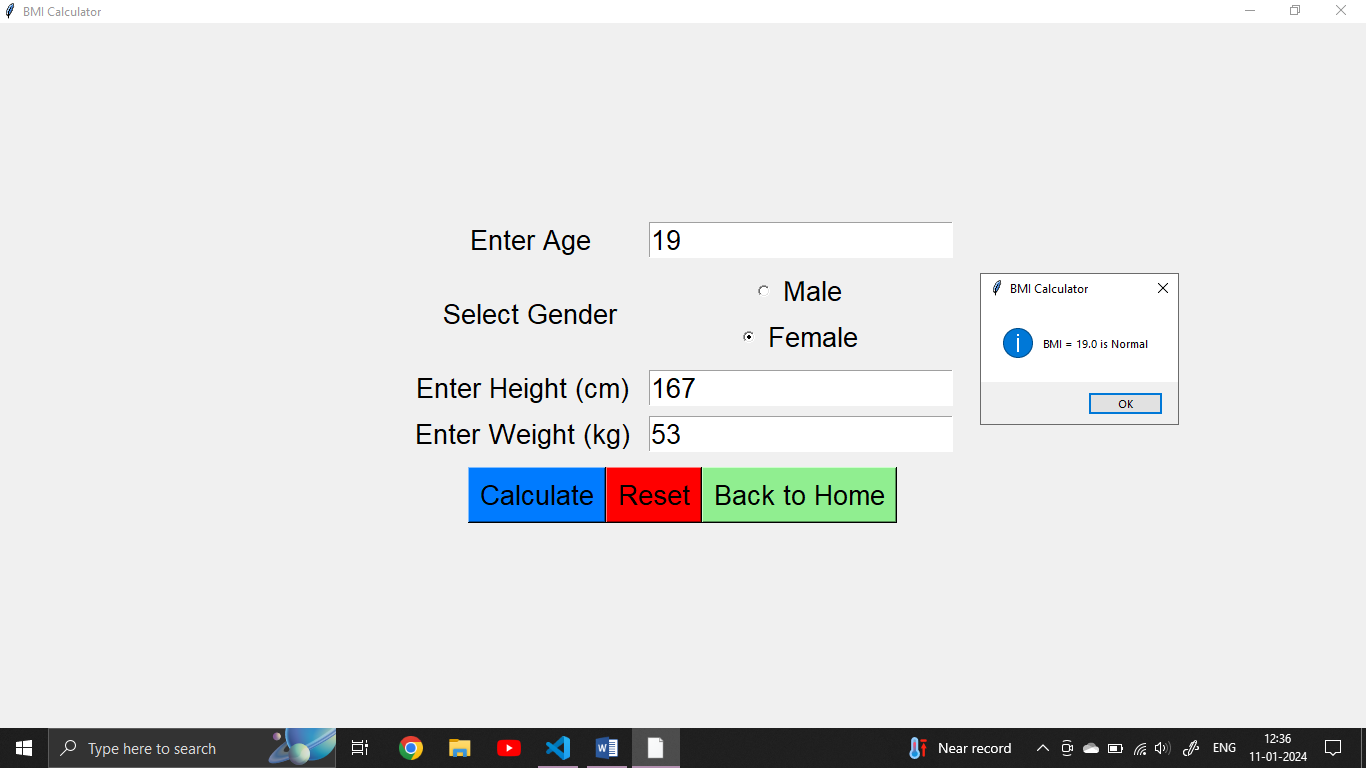 BMI Calculator
Enter Age
19
Select Gender
Male
Female
Enter Height (cm)
167
Enter Weight (kg)
53
Calculate
Reset
Back to Home
BMI Calculator
BMI = 19.0 is Normal
OK
Type here to search
Near record
ENG
12:36
11-01-2024